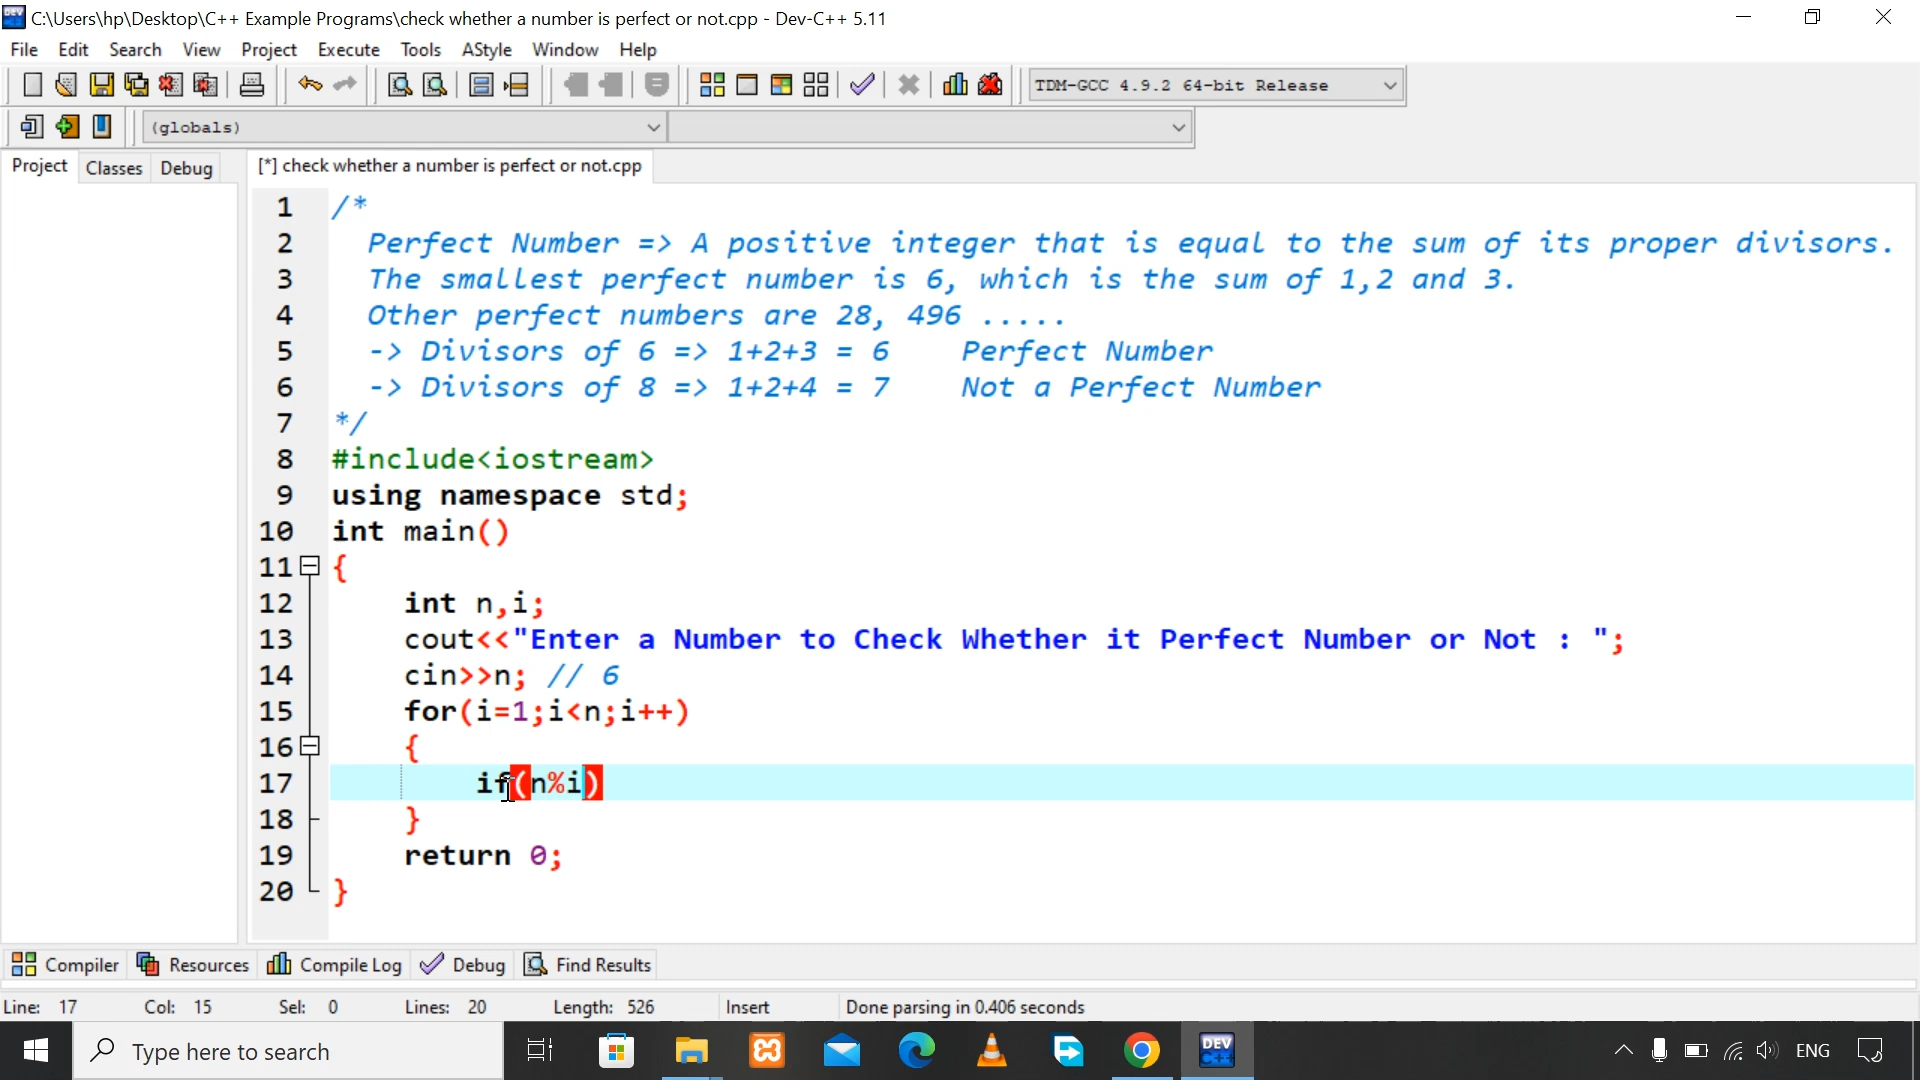 C:\Users\hp\Desktop\C++ Example Programs\check whether a number is perfect or not.cpp - Dev-C++ 5.11
File Edit Search View Project Execute Tools AStyle Window Help
TDM-GCC 4.9.2 64-bit Release
(globals)
Project Classes Debug
[*] check whether a number is perfect or not.cpp
1 /*
2 Perfect Number => A positive integer that is equal to the sum of its proper divisors.
3 The smallest perfect number is 6, which is the sum of 1,2 and 3.
4 Other perfect numbers are 28, 496 .....
5 -> Divisors of 6 => 1+2+3 = 6 Perfect Number
6 -> Divisors of 8 => 1+2+4 = 7 Not a Perfect Number
7 */
8 #include<iostream>
9 using namespace std;
10 int main()
11 {
12 int n,i;
13 cout<<"Enter a Number to Check Whether it Perfect Number or Not : ";
14 cin>>n; // 6
15 for(i=1;i<n;i++)
16 {
17 if(n%i)
18 }
19 return 0;
20 }
Compiler Resources Compile Log Debug Find Results
Line: 17 Col: 15 Sel: 0 Lines: 20 Length: 526 Insert Done parsing in 0.406 seconds
Type here to search
DEV C++
ENG